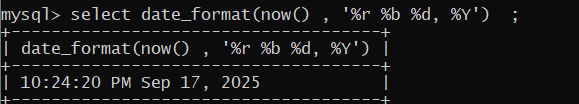 mysql> select date_format(now() , '%r %b %d, %Y')  ;
+-------------------------------------+
| date_format(now() , '%r %b %d, %Y') |
+-------------------------------------+
| 10:24:20 PM Sep 17, 2025            |
+-------------------------------------+